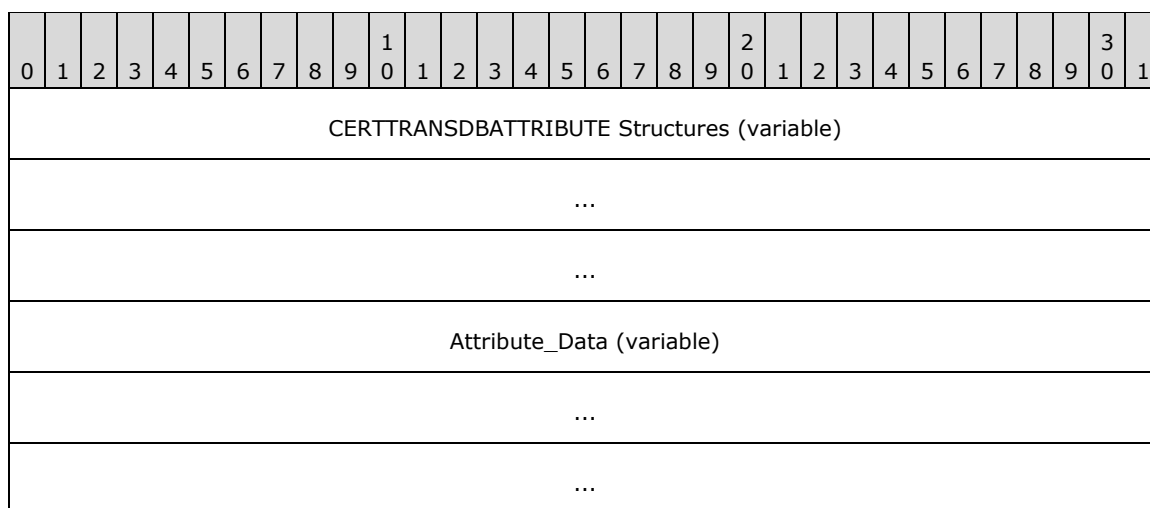 1 2 3
0 1 2 3 4 5 6 7 8 9 0 1 2 3 4 5 6 7 8 9 0 1 2 3 4 5 6 7 8 9 0 1
CERTTRANSDBATTRIBUTE Structures (variable)
...
...
Attribute_Data (variable)
...
...